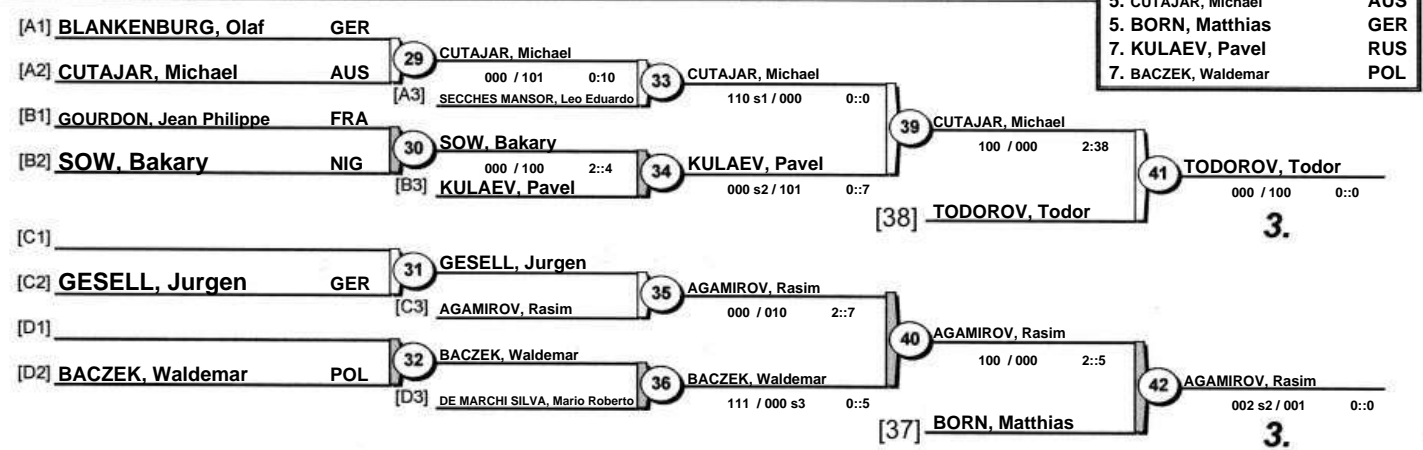 5. CUTAJAR, Michael AUS
5. BORN, Matthias GER
7. KULAEV, Pavel RUS
7. BACZEK, Waldemar POL
[A1] BLANKENBURG, Olaf GER
[A2] CUTAJAR, Michael AUS
29
CUTAJAR, Michael
000 / 101 0:10
[A3] SECCHES MANSOR, Leo Eduardo
33
CUTAJAR, Michael
110 s1 / 000 0::0
[B1] GOURDON, Jean Philippe FRA
[B2] SOW, Bakary NIG
30
SOW, Bakary
000 / 100 2::4
[B3] KULAEV, Pavel
34
KULAEV, Pavel
000 s2 / 101 0::7
39
CUTAJAR, Michael
100 / 000 2:38
[38] TODOROV, Todor
41
TODOROV, Todor
000 / 100 0::0
3.
[C1]
[C2] GESELL, Jurgen GER
31
GESELL, Jurgen
[C3] AGAMIROV, Rasim
35
AGAMIROV, Rasim
000 / 010 2::7
[D1]
[D2] BACZEK, Waldemar POL
32
BACZEK, Waldemar
[D3] DE MARCHI SILVA, Mario Roberto
36
BACZEK, Waldemar
111 / 000 s3 0::5
40
AGAMIROV, Rasim
100 / 000 2::5
[37] BORN, Matthias
42
AGAMIROV, Rasim
002 s2 / 001 0::0
3.